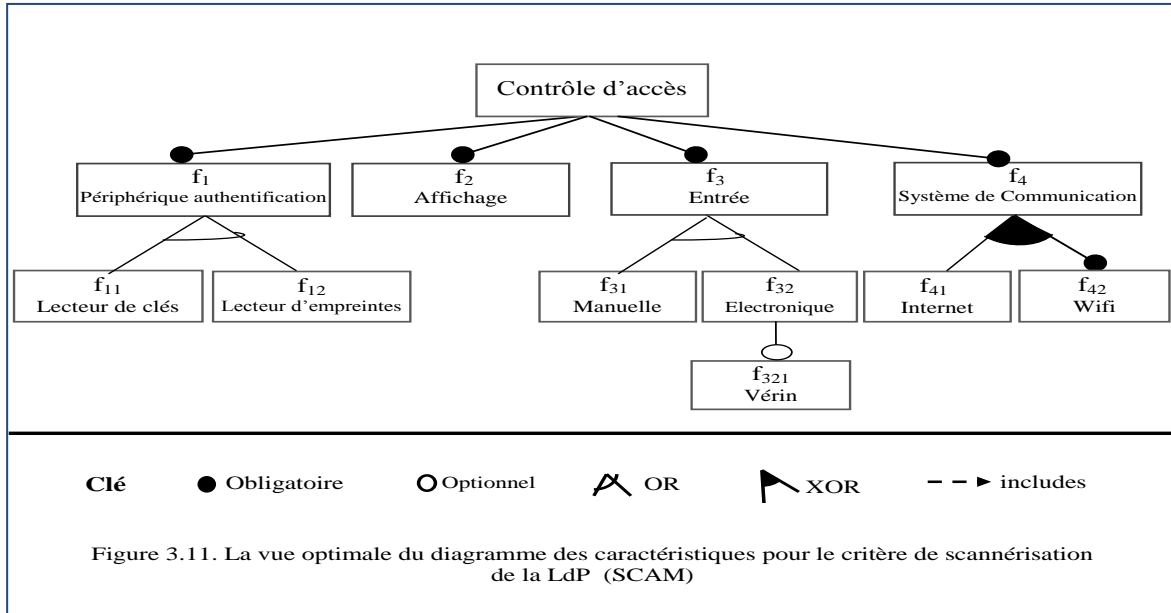 Contrôle d'accès
f1
Périphérique authentification
f2
Affichage
f3
Entrée
f4
Système de Communication
f11
Lecteur de clés
f12
Lecteur d'empreintes
f31
Manuelle
f32
Electronique
f41
Internet
f42
Wifi
f321
Vérin
Clé Obligatoire Optionnel OR XOR includes
Figure 3.11. La vue optimale du diagramme des caractéristiques pour le critère de scannérisation
de la LdP (SCAM)